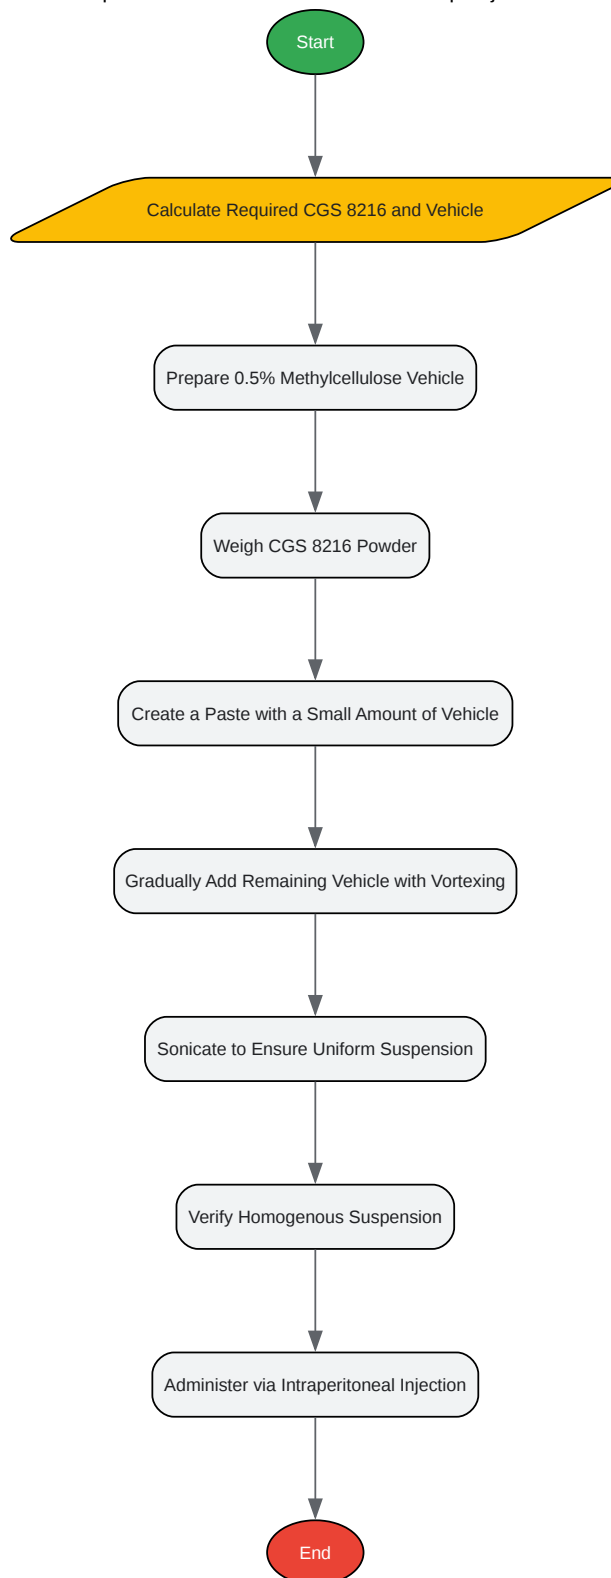 Start
Calculate Required CGS 8216 and Vehicle
Prepare 0.5% Methylcellulose Vehicle
Weigh CGS 8216 Powder
Create a Paste with a Small Amount of Vehicle
Gradually Add Remaining Vehicle with Vortexing
Sonicate to Ensure Uniform Suspension
Verify Homogenous Suspension
Administer via Intraperitoneal Injection
End